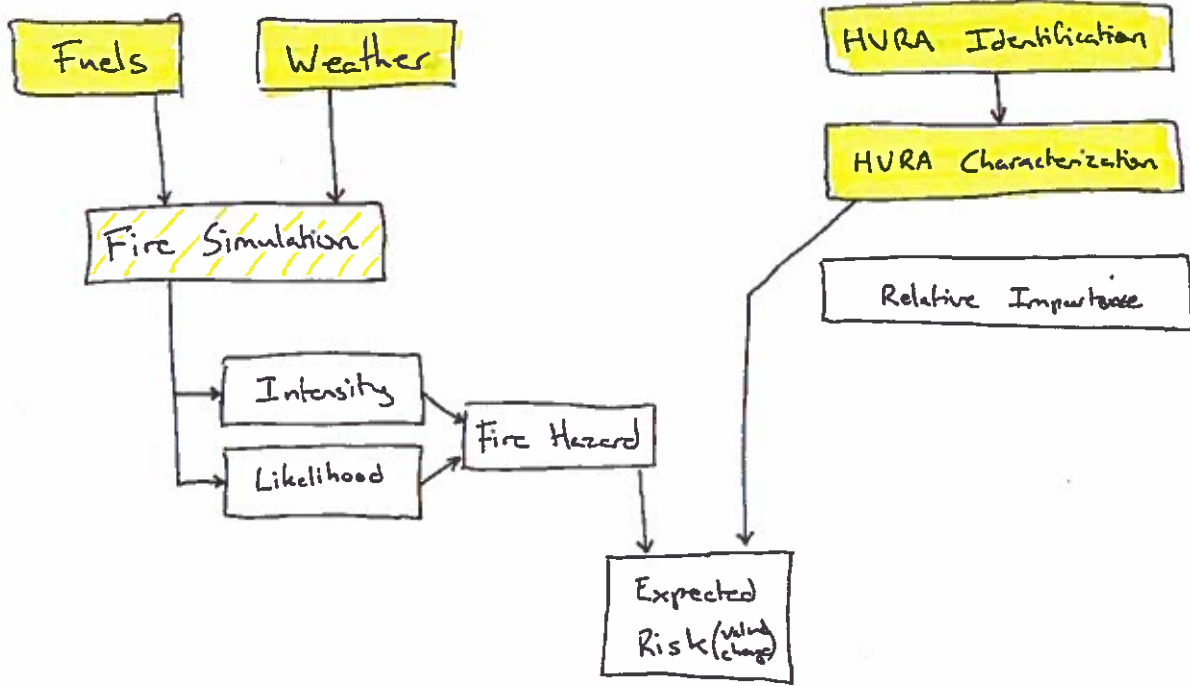 Fuels
Weather
HVRA Identification
HVRA Characterization
Fire Simulation
Relative Importance
Intensity
Fire Hazard
Likelihood
Expected
Risk (value
change)